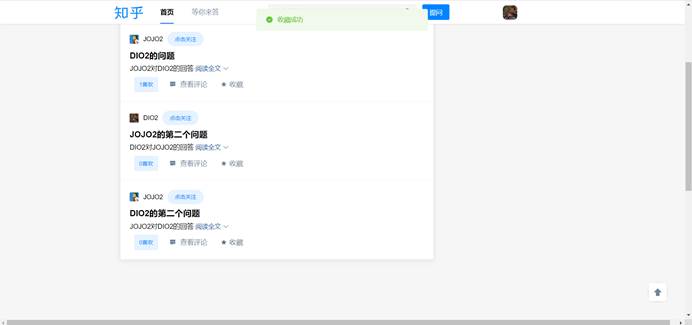 知乎 首页 等你来答 提问
收藏成功
JOJO2 点击关注
DIO2的问题
JOJO2对DIO2的回答 阅读全文
1喜欢 查看评论 收藏
DIO2 点击关注
JOJO2的第二个问题
DIO2对JOJO2的回答 阅读全文
0喜欢 查看评论 收藏
JOJO2 点击关注
DIO2的第二个问题
JOJO2对DIO2的回答 阅读全文
0喜欢 查看评论 收藏